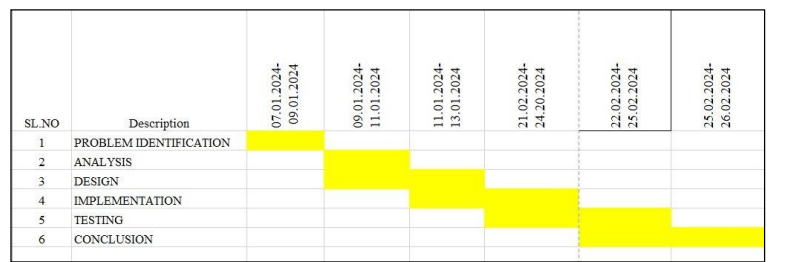 SL.NO Description 07.01.2024- 09.01.2024 09.01.2024- 11.01.2024 11.01.2024- 13.01.2024 21.02.2024- 24.20.2024 22.02.2024- 25.02.2024 25.02.2024- 26.02.2024
1 PROBLEM IDENTIFICATION
2 ANALYSIS
3 DESIGN
4 IMPLEMENTATION
5 TESTING
6 CONCLUSION